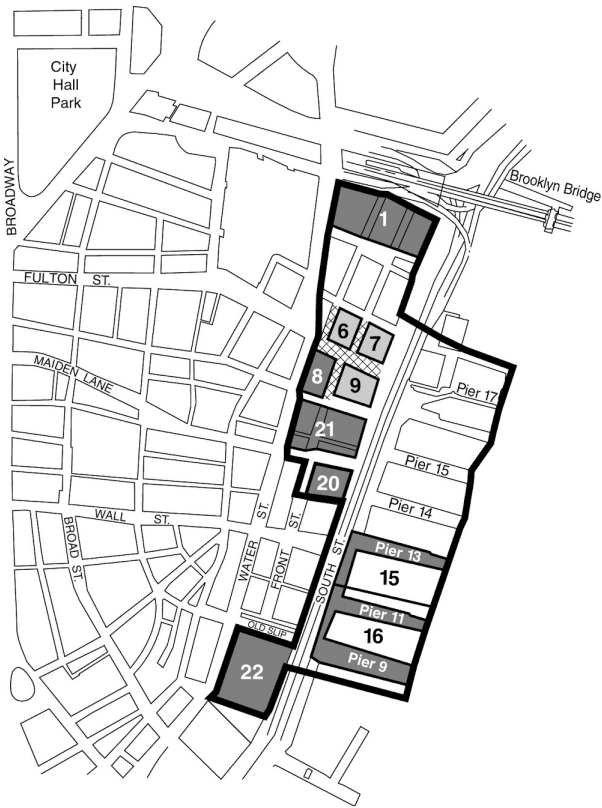 City
Hall
Park
BROADWAY
Brooklyn Bridge
1
FULTON ST.
6
7
MAIDEN LANE
8
9
Pier 17
21
Pier 15
20
Pier 14
WALL ST.
BROAD ST.
WATER ST.
FRONT ST.
SOUTH ST.
Pier 13
15
Pier 11
16
OLD SLIP
Pier 9
22